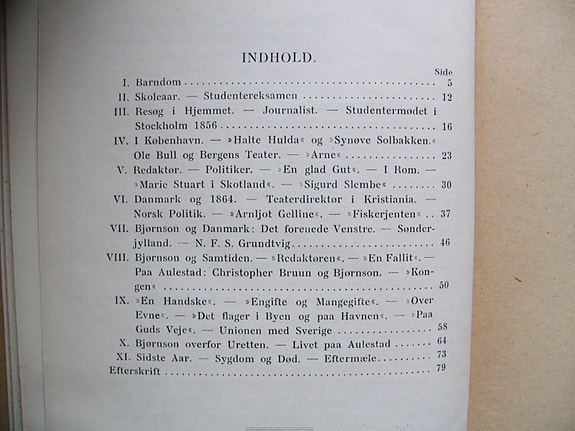 INDHOLD.
Side
I. Barndom 5
II. Skoleaar. — Studentereksamen 12
III. Resøg i Hjemmet. — Journalist. — Studentermødet i
Stockholm 1856 16
IV. I København. — »Halte Hulda« og »Synøve Solbakken.«
Ole Bull og Bergens Teater. — »Arne« 23
V. Redaktør. — Politiker. — »En glad Gut«. — I Rom. —
»Marie Stuart i Skotland«. — »Sigurd Slembe« 30
VI. Danmark og 1864. — Teaterdirektør i Kristiania. —
Norsk Politik. — »Arnljot Gelline«. — »Fiskerjenten« 37
VII. Bjørnson og Danmark: Det forenede Venstre. — Sønder-
jylland. — N. F. S. Grundtvig 46
VIII. Bjørnson og Samtiden. — »Redaktøren«. — »En Fallit«. —
Paa Aulestad: Christopher Bruun og Bjørnson. — »Kon-
gen« 50
IX. »En Handske«. — »Engifte og Mangegifte«. — »Over
Evne«. — »Det flager i Byen og paa Havnen«. — »Paa
Guds Veje«. — Unionen med Sverige 58
X. Bjørnson overfor Uretten. — Livet paa Aulestad 64
XI. Sidste Aar. — Sygdom og Død. — Eftermæle 73
Efterskrift 79